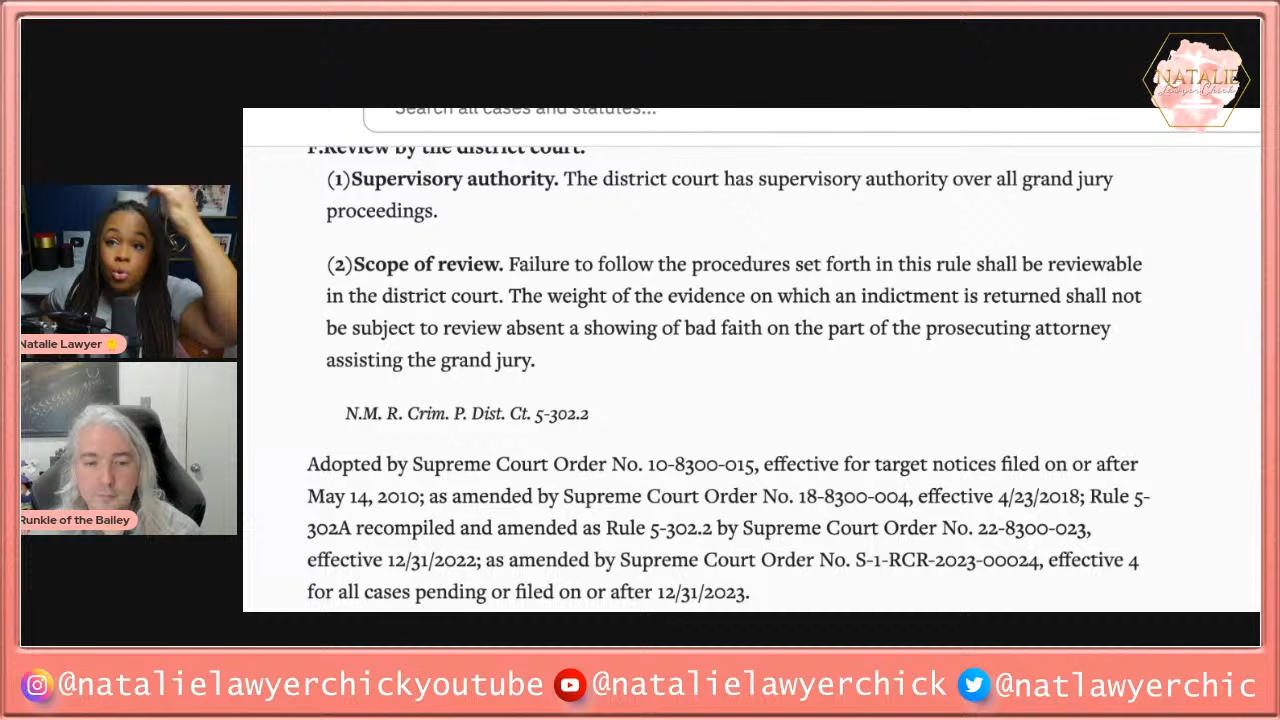 NATALIE
LawyerChick
Search all cases and statutes...
F.Review by the district court.
(1)Supervisory authority. The district court has supervisory authority over all grand jury
proceedings.
(2)Scope of review. Failure to follow the procedures set forth in this rule shall be reviewable
in the district court. The weight of the evidence on which an indictment is returned shall not
be subject to review absent a showing of bad faith on the part of the prosecuting attorney
assisting the grand jury.
N.M. R. Crim. P. Dist. Ct. 5-302.2
Adopted by Supreme Court Order No. 10-8300-015, effective for target notices filed on or after
May 14, 2010; as amended by Supreme Court Order No. 18-8300-004, effective 4/23/2018; Rule 5-
302A recompiled and amended as Rule 5-302.2 by Supreme Court Order No. 22-8300-023,
effective 12/31/2022; as amended by Supreme Court Order No. S-1-RCR-2023-00024, effective 4
for all cases pending or filed on or after 12/31/2023.
Natalie Lawyer
Runkle of the Bailey
@natalielawyerchickyoutube @natalielawyerchick @natlawyerchic